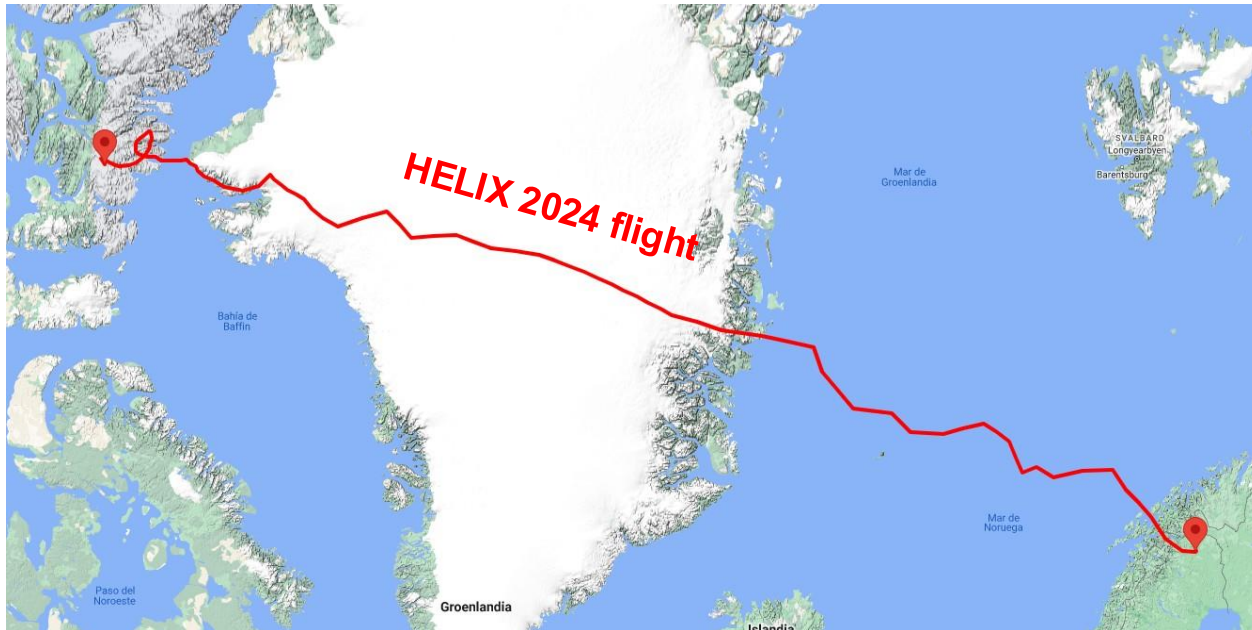 HELIX 2024 flight
SVALBARD
Longyearbyen
Barentsburg
Mar de
Groenlandia
Bahía de
Baffin
Mar de
Noruega
Paso del
Noroeste
Groenlandia
Islandia